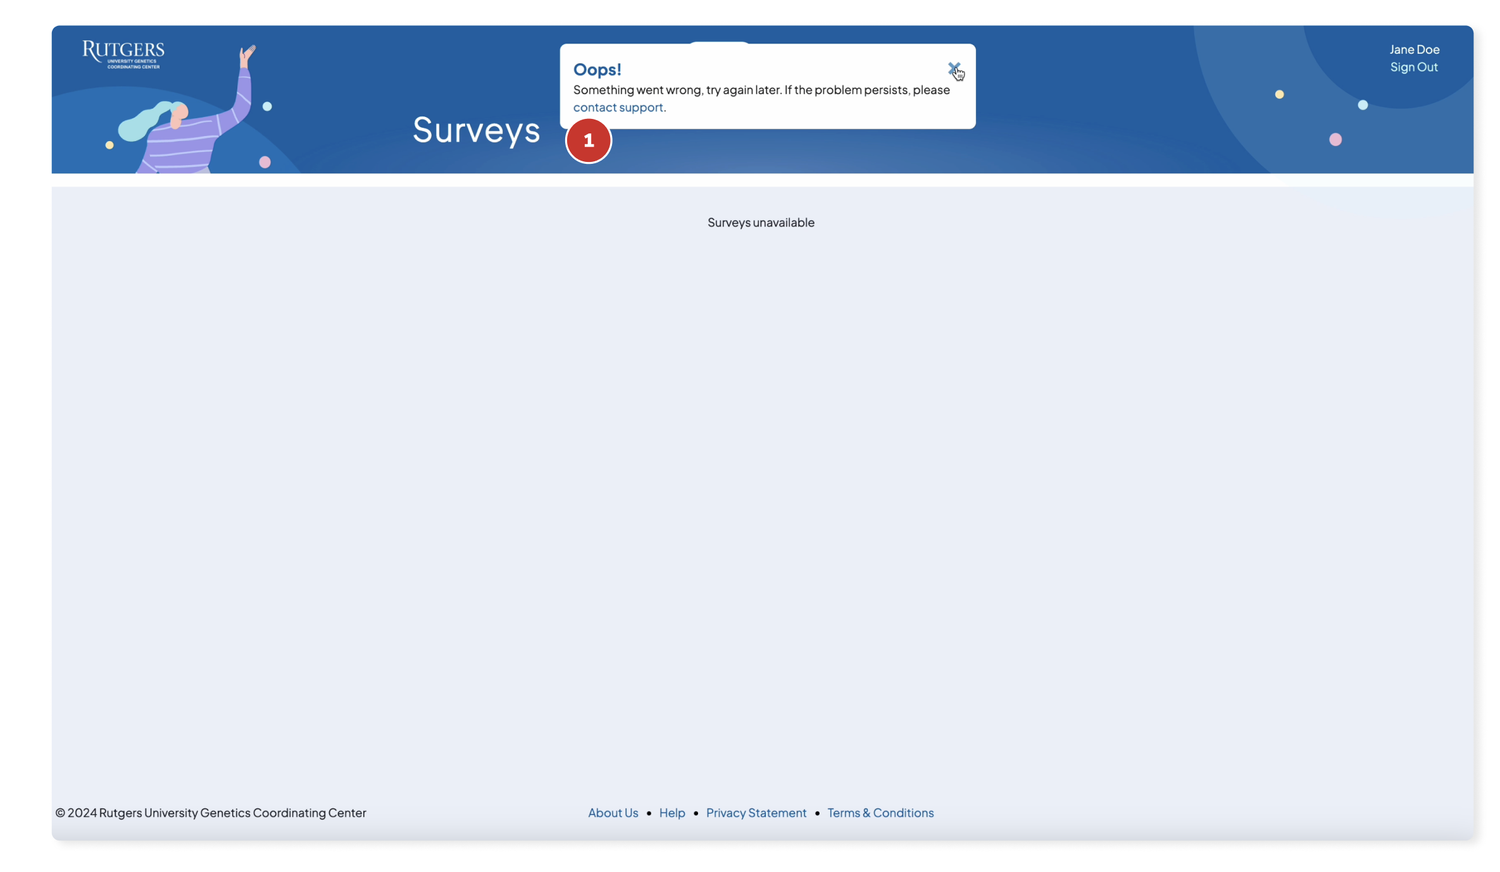 RUTGERS
UNIVERSITY GENETICS
COORDINATING CENTER
Jane Doe
Sign Out
Oops!
Something went wrong, try again later. If the problem persists, please
contact support.
Surveys
1
Surveys unavailable
© 2024 Rutgers University Genetics Coordinating Center
About Us • Help • Privacy Statement • Terms & Conditions